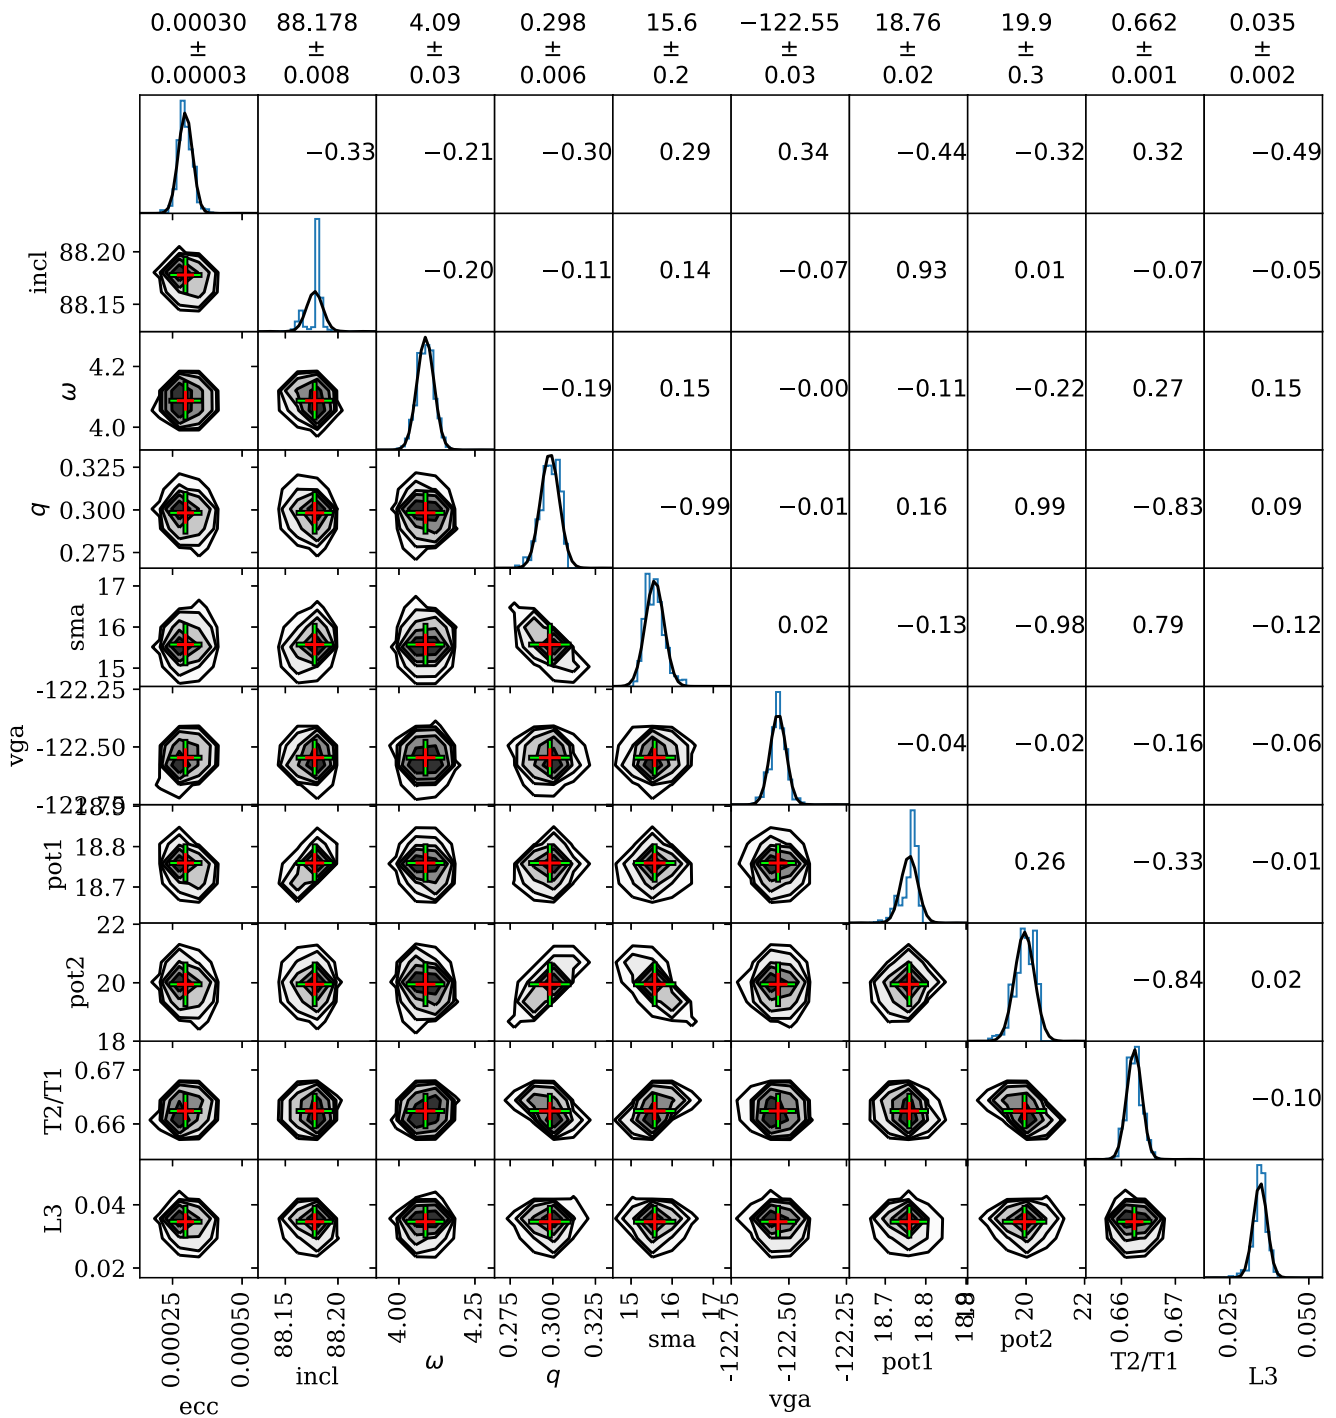 0.00030 88.178 4.09 0.298 15.6 −122.55 18.76 19.9 0.662 0.035
± ± ± ± ± ± ± ± ± ±
0.00003 0.008 0.03 0.006 0.2 0.03 0.02 0.3 0.001 0.002
−0.33 −0.21 −0.30 0.29 0.34 −0.44 −0.32 0.32 −0.49
88.20
incl −0.20 −0.11 0.14 −0.07 0.93 0.01 −0.07 −0.05
88.15
4.2
ω −0.19 0.15 −0.00 −0.11 −0.22 0.27 0.15
4.0
0.325
q 0.300 −0.99 −0.01 0.16 0.99 −0.83 0.09
0.275
17
sma 16 0.02 −0.13 −0.98 0.79 −0.12
15
-122.25
vga -122.50 −0.04 −0.02 −0.16 −0.06
-122.75
18.9
18.8
pot1 0.26 −0.33 −0.01
18.7
22
pot2 20 −0.84 0.02
18
0.67
T2/T1 −0.10
0.66
0.04
L3
0.02
0.00025 0.00050 88.15 88.20 4.00 4.25 0.275 0.300 0.325 15 16 17 -122.75 -122.50 -122.25 18.7 18.8 18.9 18 20 22 0.66 0.67 0.025 0.050
ecc incl ω q sma vga pot1 pot2 T2/T1 L3